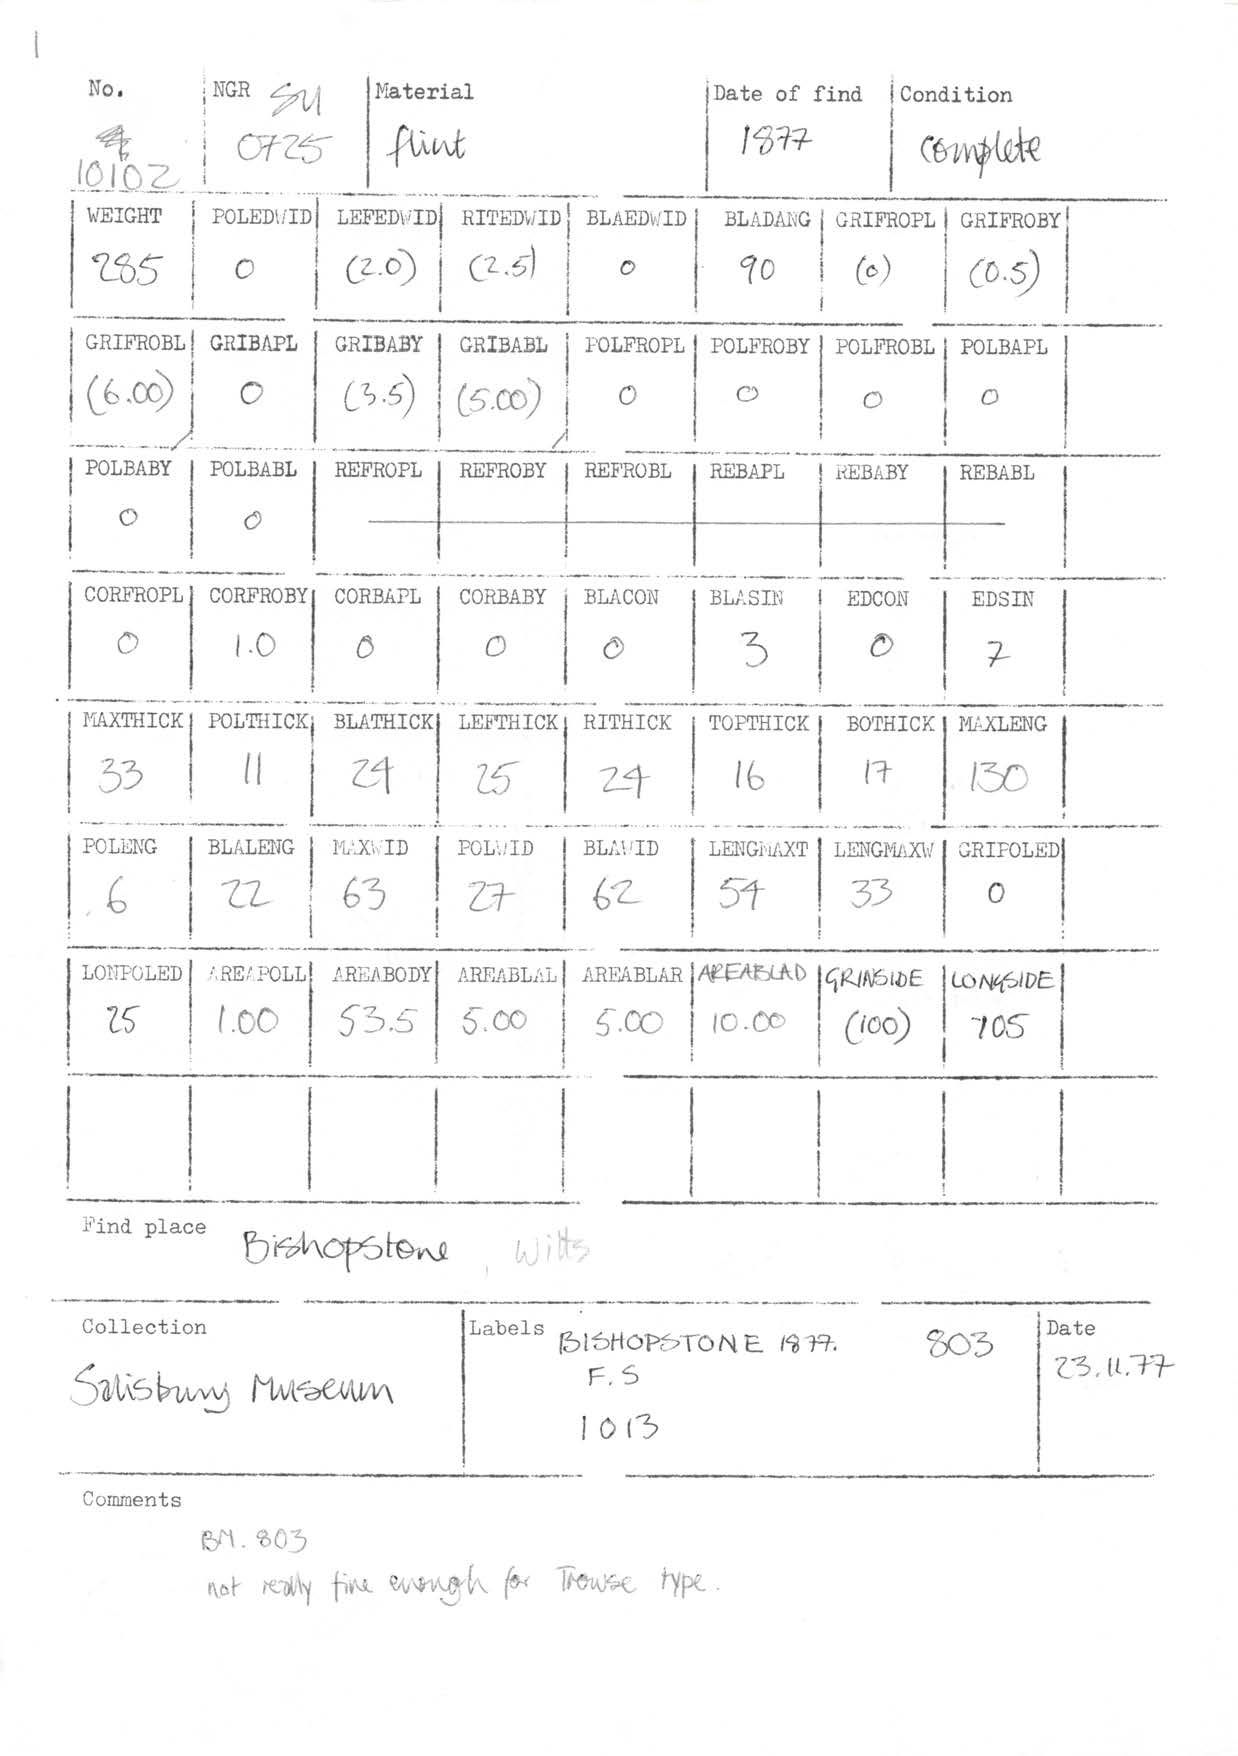 1
No. NGR SU Material Date of find Condition
10102 0725 flint 1877 complete
WEIGHT POLEDWID LEFEDWID RITEDWID BLAEDWID BLADANG GRIFROPL GRIFROBY
285 0 (2.0) (2.5) 0 90 (0) (0.5)
GRIFROBL GRIBAPL GRIBABY GRIBABL POLFROPL POLFROBY POLFROBL POLBAPL
(6.00) 0 (3.5) (5.00) 0 0 0 0
POLBABY POLBABL REFROPL REFROBY REFROBL REBAPL REBABY REBABL
0 0
CORFROPL CORFROBY CORBAPL CORBABY BLACON BLASIN EDCON EDSIN
0 1.0 0 0 0 3 0 7
MAXTHICK POLTHICK BLATHICK LEFTHICK RITHICK TOPTHICK BOTHICK MAXLENG
33 11 24 25 24 16 17 130
POLENG BLALENG MAXWID POLWID BLAWID LENGMAXT LENGMAXW GRIPOLED
6 22 63 27 62 54 33 0
LONPOLED AREAPOLL AREABODY AREABLAL AREABLAR AREABLAD GRINSIDE LONGSIDE
25 1.00 53.5 5.00 5.00 10.00 (100) 705
Find place Bishopstone, Wilts
Collection Labels BISHOPSTONE 1877. 803 Date
Salisbury Museum F.S 23.11.77
1013
Comments
BM. 803
not really fine enough for Trowse type.